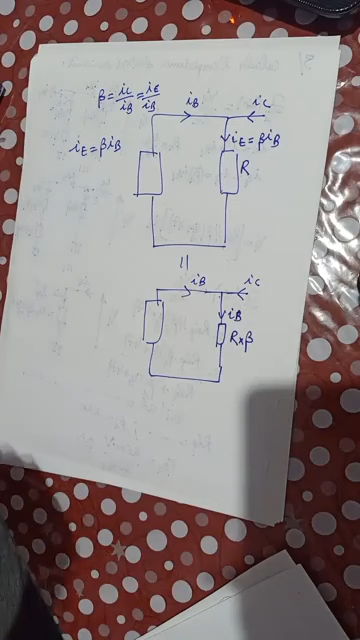 β = iC/iB = iE/iB
iB
iC
iE = βiB
iE = βiB
R
=
iB
iC
iB
R×β